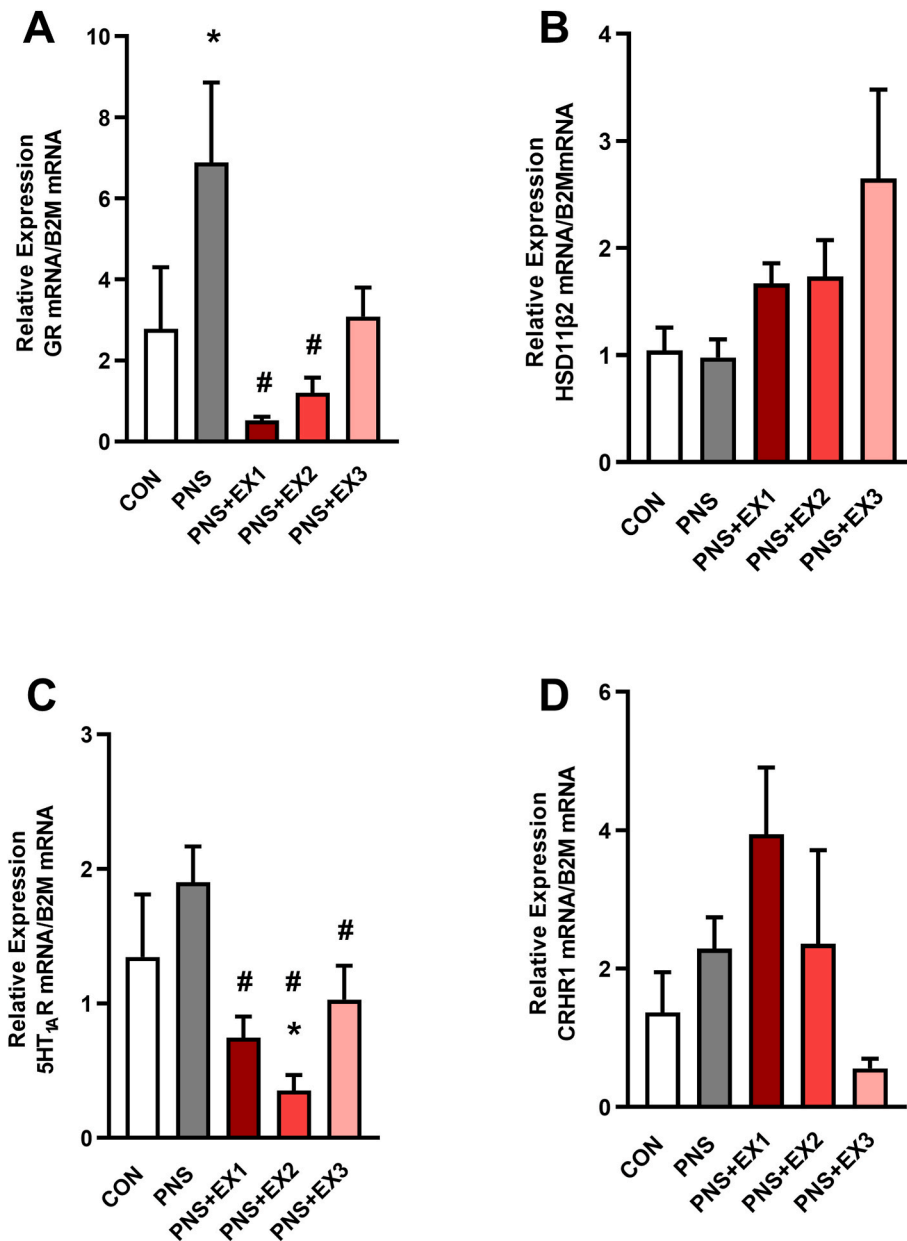 A
Relative Expression
GR mRNA/B2M mRNA
10
8
6
4
2
0
*
#
#
CON
PNS
PNS+EX1
PNS+EX2
PNS+EX3
B
Relative Expression
HSD11β2 mRNA/B2MmRNA
4
3
2
1
0
CON
PNS
PNS+EX1
PNS+EX2
PNS+EX3
C
Relative Expression
5HT1AR mRNA/B2M mRNA
3
2
1
0
#
#
*
#
CON
PNS
PNS+EX1
PNS+EX2
PNS+EX3
D
Relative Expression
CRHR1 mRNA/B2M mRNA
6
4
2
0
CON
PNS
PNS+EX1
PNS+EX2
PNS+EX3